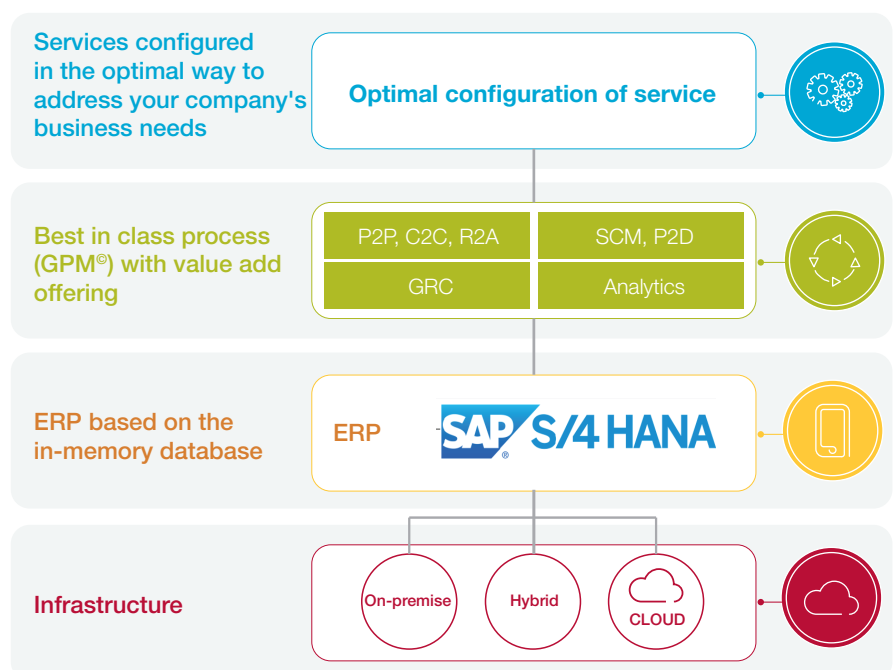 Services configured
in the optimal way to
address your company's
business needs
Optimal configuration of service
Best in class process
(GPM©) with value add
offering
P2P, C2C, R2A
SCM, P2D
GRC
Analytics
ERP based on the
in-memory database
ERP
SAP® S/4 HANA
Infrastructure
On-premise
Hybrid
CLOUD